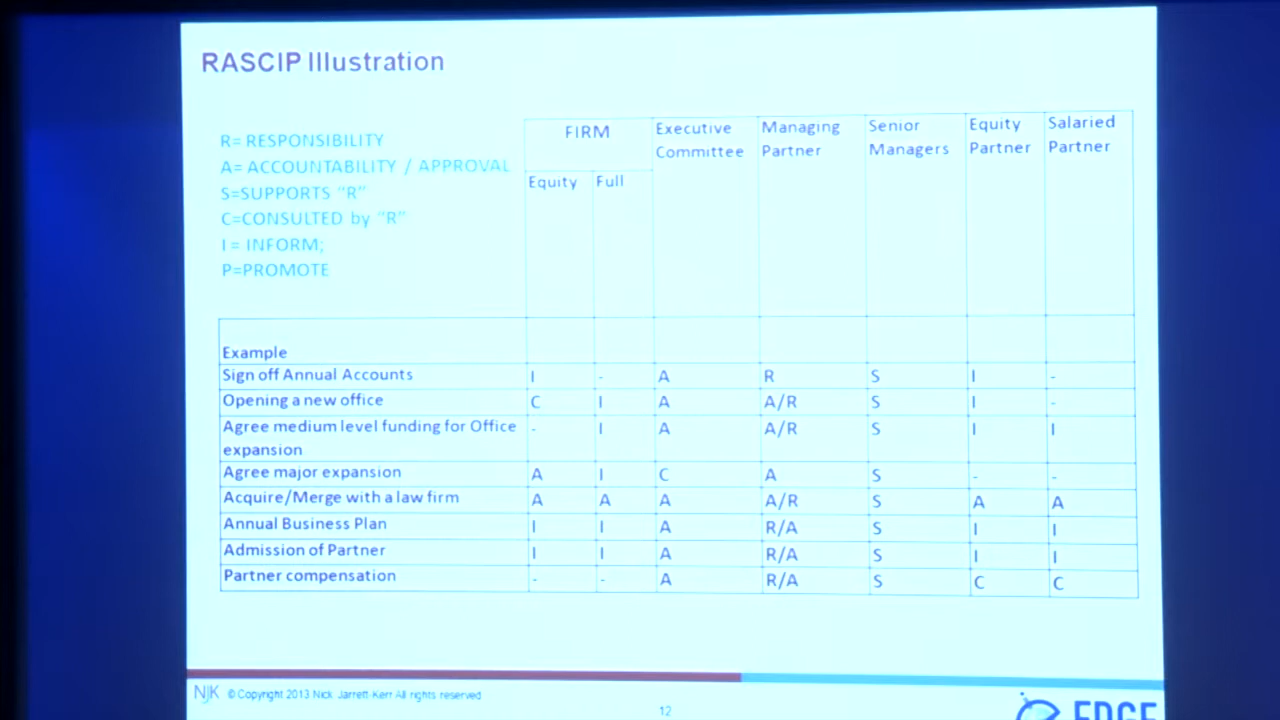 RASCIP Illustration
R= RESPONSIBILITY
A= ACCOUNTABILITY / APPROVAL
S=SUPPORTS "R"
C=CONSULTED by "R"
I = INFORM;
P=PROMOTE
FIRM Executive Committee Managing Partner Senior Managers Equity Partner Salaried Partner
Equity Full
Example
Sign off Annual Accounts I - A R S I -
Opening a new office C I A A/R S I -
Agree medium level funding for Office expansion - I A A/R S I I
Agree major expansion A I C A S - -
Acquire/Merge with a law firm A A A A/R S A A
Annual Business Plan I I A R/A S I I
Admission of Partner I I A R/A S I I
Partner compensation - - A R/A S C C
NJK © Copyright 2013 Nick Jarrett-Kerr All rights reserved
12
EDGE